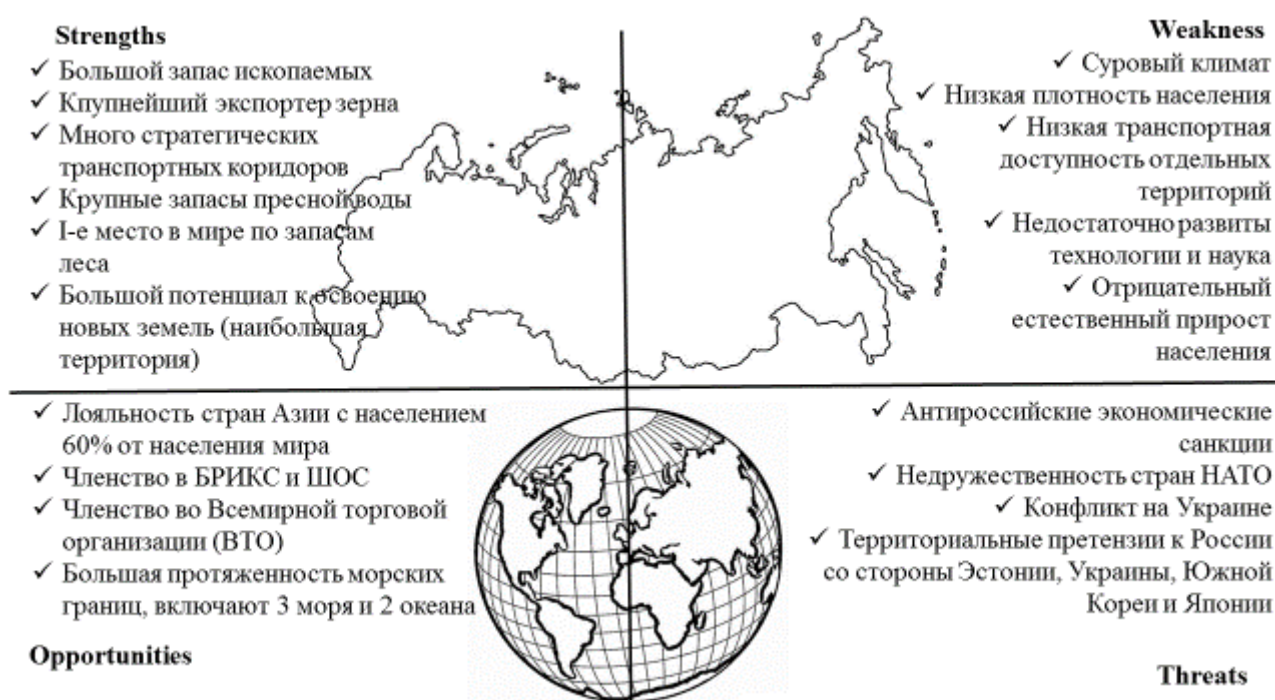 Strengths
✓ Большой запас ископаемых
✓ Кпупнейший экспортер зерна
✓ Много стратегических
транспортных коридоров
✓ Крупные запасы пресной воды
✓ I-е место в мире по запасам
леса
✓ Большой потенциал к освоению
новых земель (наибольшая
территория)
Weakness
✓ Суровый климат
✓ Низкая плотность населения
✓ Низкая транспортная
доступность отдельных
территорий
✓ Недостаточно развиты
технологии и наука
✓ Отрицательный
естественный прирост
населения
✓ Лояльность стран Азии с населением
60% от населения мира
✓ Членство в БРИКС и ШОС
✓ Членство во Всемирной торговой
организации (ВТО)
✓ Большая протяженность морских
границ, включают 3 моря и 2 океана
Opportunities
✓ Антироссийские экономические
санкции
✓ Недружественность стран НАТО
✓ Конфликт на Украине
✓ Территориальные претензии к России
со стороны Эстонии, Украины, Южной
Кореи и Японии
Threats